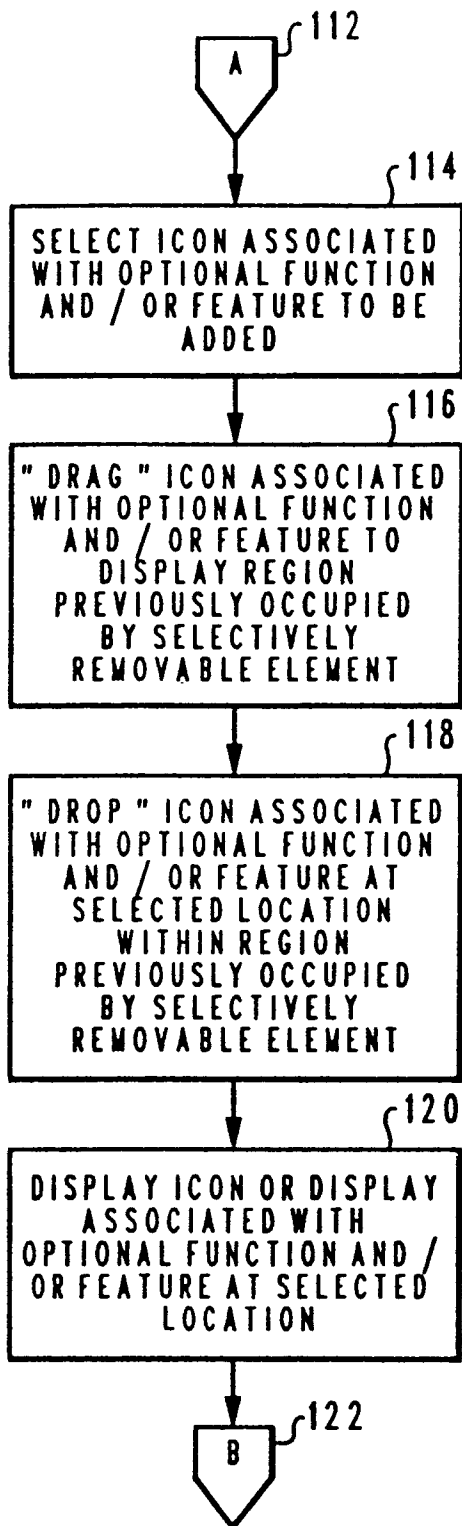 112
A
114
SELECT ICON ASSOCIATED
WITH OPTIONAL FUNCTION
AND / OR FEATURE TO BE
ADDED
116
" DRAG " ICON ASSOCIATED
WITH OPTIONAL FUNCTION
AND / OR FEATURE TO
DISPLAY REGION
PREVIOUSLY OCCUPIED
BY SELECTIVELY
REMOVABLE ELEMENT
118
" DROP " ICON ASSOCIATED
WITH OPTIONAL FUNCTION
AND / OR FEATURE AT
SELECTED LOCATION
WITHIN REGION
PREVIOUSLY OCCUPIED
BY SELECTIVELY
REMOVABLE ELEMENT
120
DISPLAY ICON OR DISPLAY
ASSOCIATED WITH
OPTIONAL FUNCTION AND /
OR FEATURE AT SELECTED
LOCATION
122
B